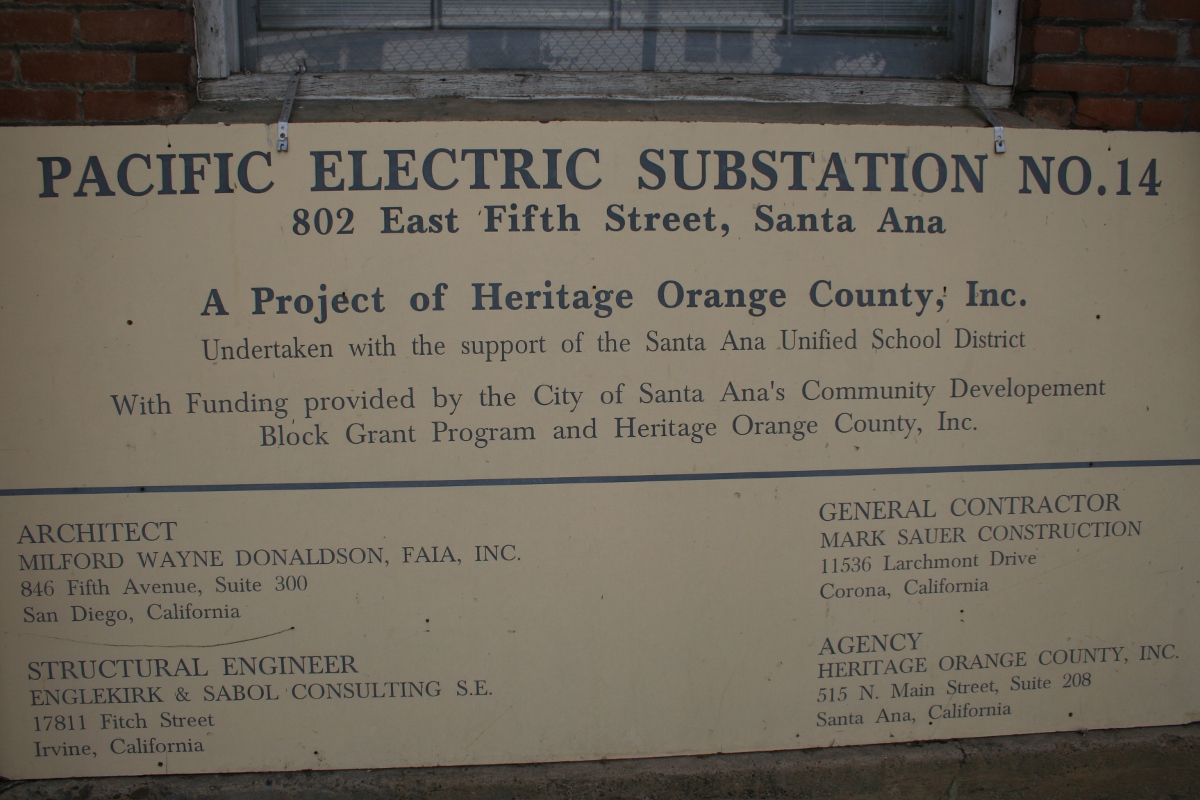 PACIFIC ELECTRIC SUBSTATION NO.14
802 East Fifth Street, Santa Ana
A Project of Heritage Orange County, Inc.
Undertaken with the support of the Santa Ana Unified School District
With Funding provided by the City of Santa Ana's Community Developement
Block Grant Program and Heritage Orange County, Inc.
ARCHITECT
MILFORD WAYNE DONALDSON, FAIA, INC.
846 Fifth Avenue, Suite 300
San Diego, California
STRUCTURAL ENGINEER
ENGLEKIRK & SABOL CONSULTING S.E.
17811 Fitch Street
Irvine, California
GENERAL CONTRACTOR
MARK SAUER CONSTRUCTION
11536 Larchmont Drive
Corona, California
AGENCY
HERITAGE ORANGE COUNTY, INC.
515 N. Main Street, Suite 208
Santa Ana, California